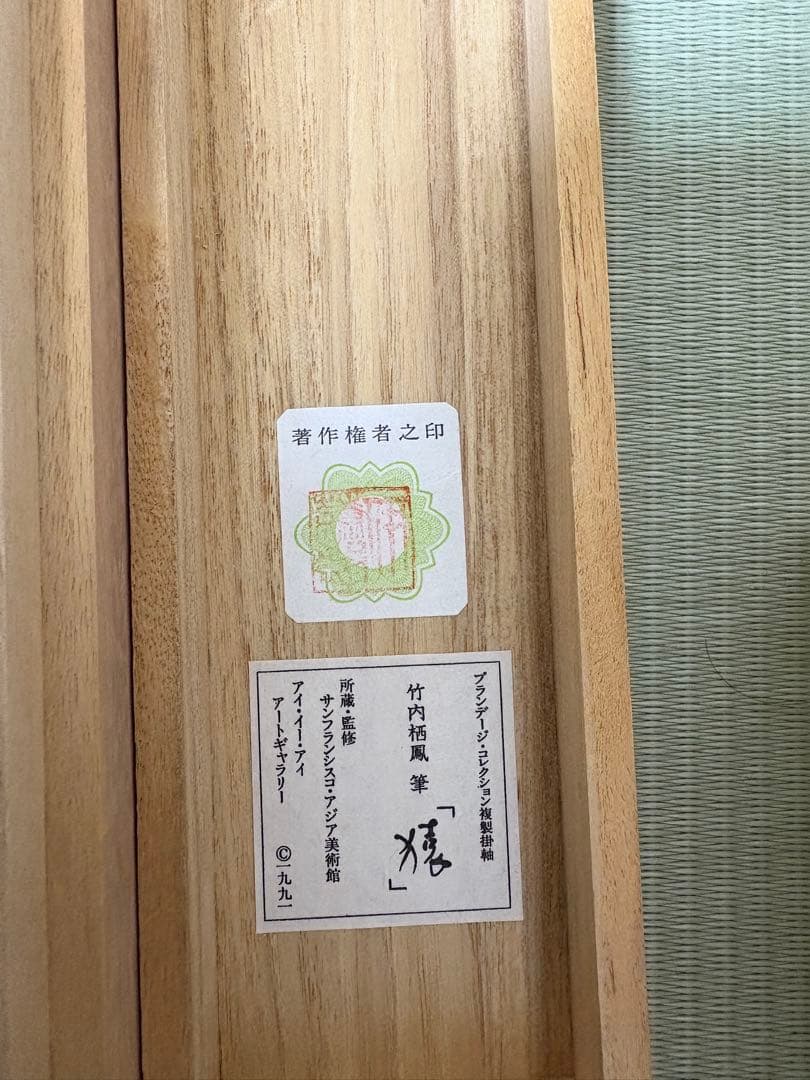 著作権者之印
ブランデージ・コレクション複製掛軸
竹内栖鳳 筆
「猿」
所蔵・監修
サンフランシスコ・アジア美術館
アイ・イー・アイ
アートギャラリー
©一九九一